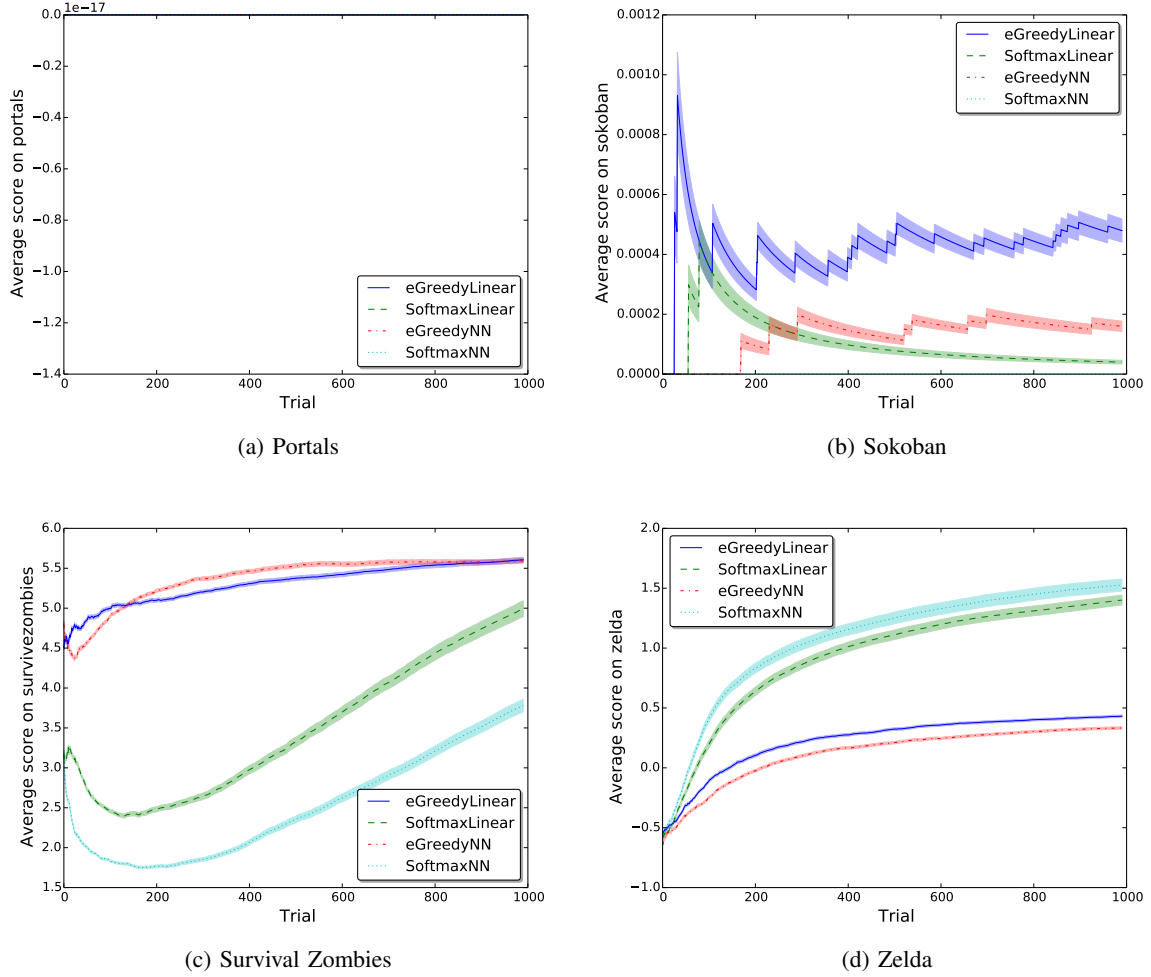 1e−17
0.0
−0.2
−0.4
−0.6
−0.8
−1.0
−1.2
−1.4
0 200 400 600 800 1000
Trial
Average score on portals
eGreedyLinear
SoftmaxLinear
eGreedyNN
SoftmaxNN
(a) Portals
0.0012
0.0010
0.0008
0.0006
0.0004
0.0002
0.0000
0 200 400 600 800 1000
Trial
Average score on sokoban
eGreedyLinear
SoftmaxLinear
eGreedyNN
SoftmaxNN
(b) Sokoban
6.0
5.5
5.0
4.5
4.0
3.5
3.0
2.5
2.0
1.5
0 200 400 600 800 1000
Trial
Average score on survivezombies
eGreedyLinear
SoftmaxLinear
eGreedyNN
SoftmaxNN
(c) Survival Zombies
2.0
1.5
1.0
0.5
0.0
−0.5
−1.0
0 200 400 600 800 1000
Trial
Average score on zelda
eGreedyLinear
SoftmaxLinear
eGreedyNN
SoftmaxNN
(d) Zelda